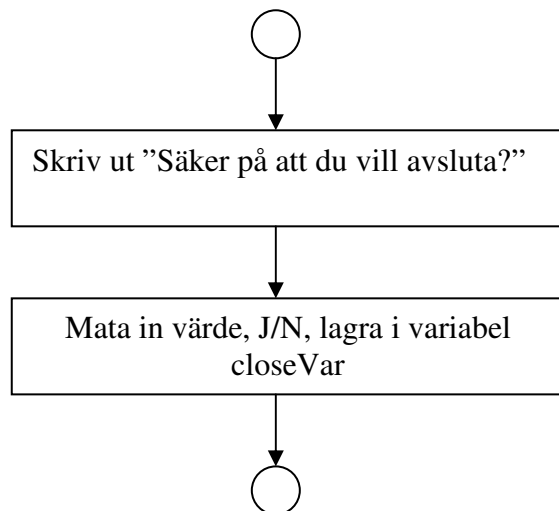 Skriv ut ”Säker på att du vill avsluta?”
Mata in värde, J/N, lagra i variabel
closeVar